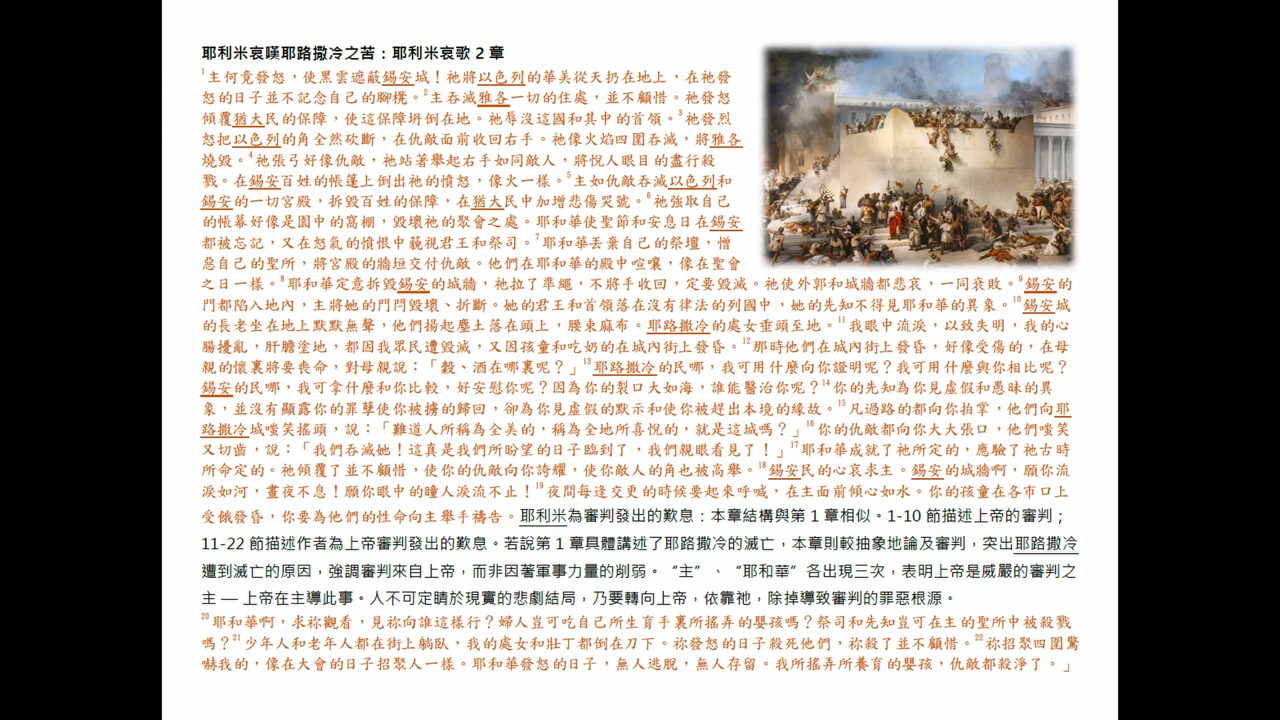 耶利米哀嘆耶路撒冷之苦：耶利米哀歌 2 章
1主何竟發怒，使黑雲遮蔽錫安城！祂將以色列的華美從天扔在地上，在祂發
怒的日子並不記念自己的腳櫈。2主吞滅雅各一切的住處，並不顧惜。祂發怒
傾覆猶大民的保障，使這保障坍倒在地。祂辱沒這國和其中的首領。3祂發烈
怒把以色列的角全然砍斷，在仇敵面前收回右手。祂像火焰四圍吞滅，將雅各
燒毀。4祂張弓好像仇敵，祂站著舉起右手如同敵人，將悅人眼目的盡行殺
戮。在錫安百姓的帳篷上倒出祂的憤怒，像火一樣。5主如仇敵吞滅以色列和
錫安的一切宮殿，拆毀百姓的保障，在猶大民中加增悲傷哭號。6祂強取自己
的帳幕好像是園中的窩棚，毀壞祂的聚會之處。耶和華使聖節和安息日在錫安
都被忘記，又在怒氣的憤恨中藐視君王和祭司。7耶和華丟棄自己的祭壇，憎
惡自己的聖所，將宮殿的牆垣交付仇敵。他們在耶和華的殿中喧嚷，像在聖會
之日一樣。8耶和華定意拆毀錫安的城牆，祂拉了準繩，不將手收回，定要毀滅。祂使外郭和城牆都悲哀，一同衰敗。9錫安的
門都陷入地內，主將她的門閂毀壞、折斷。她的君王和首領落在沒有律法的列國中，她的先知不得見耶和華的異象。10錫安城
的長老坐在地上默默無聲，他們揚起塵土落在頭上，腰束麻布。耶路撒冷的處女垂頭至地。11我眼中流淚，以致失明，我的心
腸擾亂，肝膽塗地，都因我眾民遭毀滅，又因孩童和吃奶的在城內街上發昏。12那時他們在城內街上發昏，好像受傷的，在母
親的懷裏將要喪命，對母親說：「穀、酒在哪裏呢？」13耶路撒冷的民哪，我可用什麼向你證明呢？我可用什麼與你相比呢？
錫安的民哪，我可拿什麼和你比較，好安慰你呢？因為你的裂口大如海，誰能醫治你呢？14你的先知為你見虛假和愚昧的異
象，並沒有顯露你的罪孽使你被擄的歸回，卻為你見虛假的默示和使你被趕出本境的緣故。15凡過路的都向你拍掌，他們向耶
路撒冷城嗤笑搖頭，說：「難道人所稱為全美的，稱為全地所喜悅的，就是這城嗎？」16你的仇敵都向你大大張口，他們嗤笑
又切齒，說：「我們吞滅她！這真是我們所盼望的日子臨到了，我們親眼看見了！」17耶和華成就了祂所定的，應驗了祂古時
所命定的。祂傾覆了並不顧惜，使你的仇敵向你誇耀，使你敵人的角也被高舉。18錫安民的心哀求主。錫安的城牆啊，願你流
淚如河，晝夜不息！願你眼中的瞳人淚流不止！19夜間每逢交更的時候要起來呼喊，在主面前傾心如水。你的孩童在各市口上
受餓發昏，你要為他們的性命向主舉手禱告。耶利米為審判發出的歎息：本章結構與第 1 章相似。1-10 節描述上帝的審判；
11-22 節描述作者為上帝審判發出的歎息。若說第 1 章具體講述了耶路撒冷的滅亡，本章則較抽象地論及審判，突出耶路撒冷
遭到滅亡的原因，強調審判來自上帝，而非因著軍事力量的削弱。“主”、“耶和華”各出現三次，表明上帝是威嚴的審判之
主 — 上帝在主導此事。人不可定睛於現實的悲劇結局，乃要轉向上帝，依靠祂，除掉導致審判的罪惡根源。
20耶和華啊，求祢觀看，見祢向誰這樣行？婦人豈可吃自己所生育手裏所搖弄的嬰孩嗎？祭司和先知豈可在主的聖所中被殺戮
嗎？21少年人和老年人都在街上躺臥，我的處女和壯丁都倒在刀下。祢發怒的日子殺死他們，祢殺了並不顧惜。22祢招聚四圍驚
嚇我的，像在大會的日子招聚人一樣。耶和華發怒的日子，無人逃脫，無人存留。我所搖弄所養育的嬰孩，仇敵都殺淨了。」